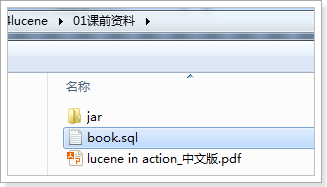 4lucene ▸ 01课前资料 ▸
名称
jar
book.sql
lucene in action_中文版.pdf